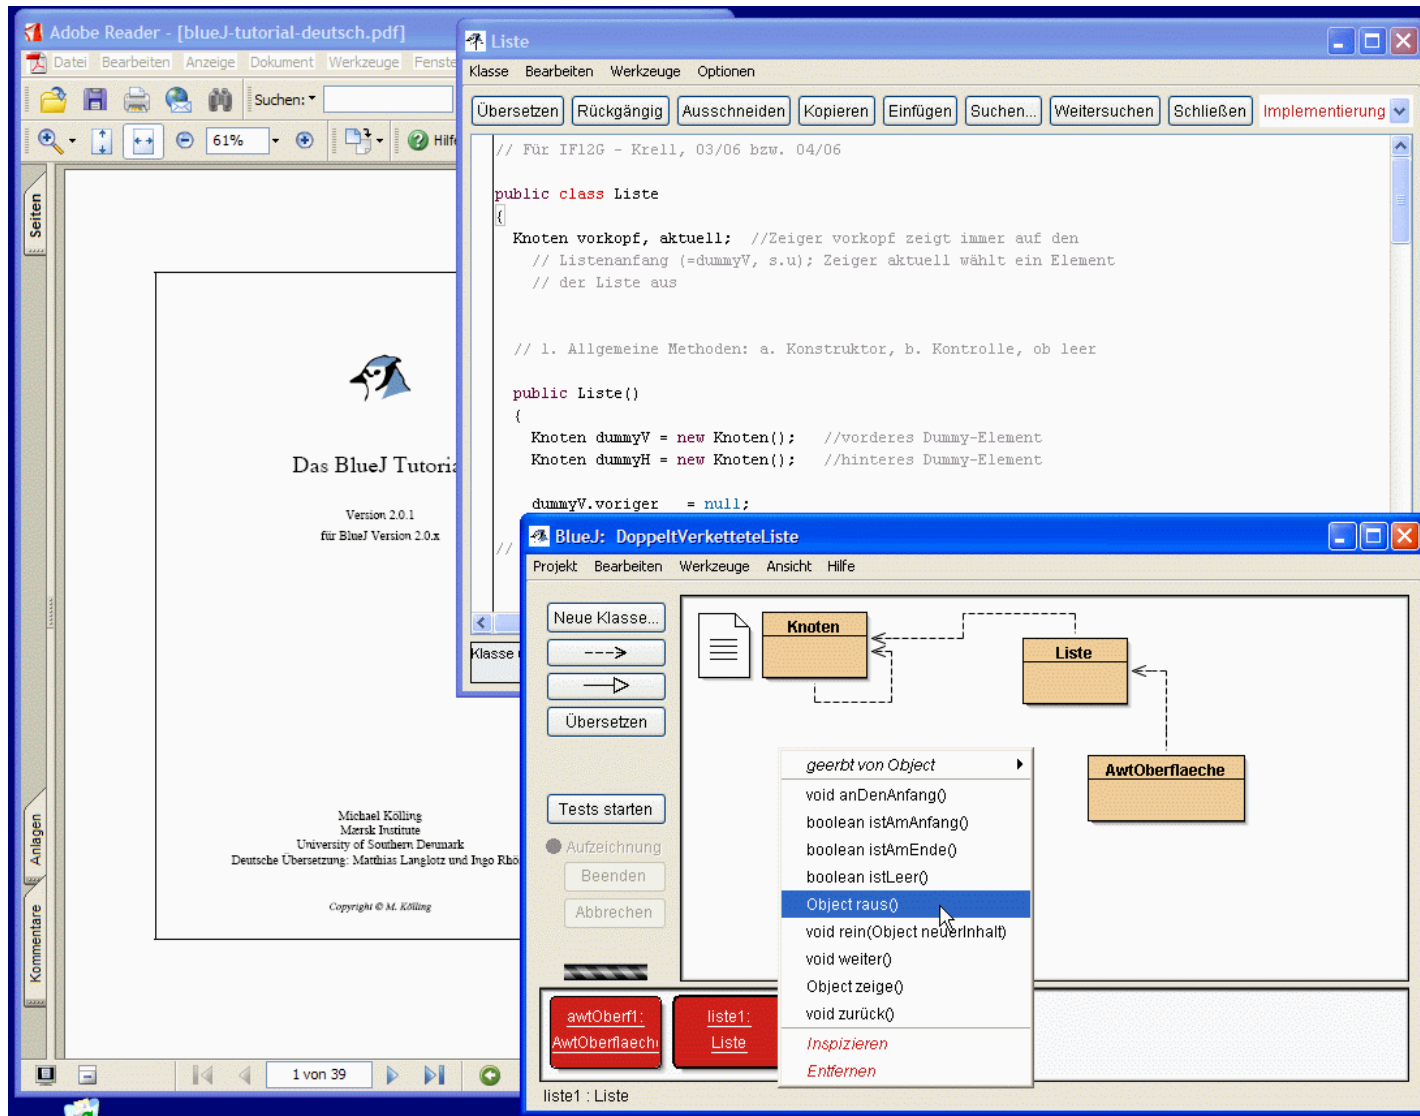 Adobe Reader - [blueJ-tutorial-deutsch.pdf]
Datei Bearbeiten Anzeige Dokument Werkzeuge Fenste
Suchen:
61%
Hilf
Seiten
Anlagen
Kommentare
Das BlueJ Tutoria
Version 2.0.1
für BlueJ Version 2.0.x
Michael Kölling
Mærsk Institute
University of Southern Denmark
Deutsche Übersetzung: Matthias Langlotz und Ingo Rhö
Copyright © M. Kölling
1 von 39
Liste
Klasse Bearbeiten Werkzeuge Optionen
Übersetzen Rückgängig Ausschneiden Kopieren Einfügen Suchen... Weitersuchen Schließen Implementierung
// Für IF12G - Krell, 03/06 bzw. 04/06
public class Liste
{
Knoten vorkopf, aktuell; //Zeiger vorkopf zeigt immer auf den
// Listenanfang (=dummyV, s.u); Zeiger aktuell wählt ein Element
// der Liste aus
// 1. Allgemeine Methoden: a. Konstruktor, b. Kontrolle, ob leer
public Liste()
{
Knoten dummyV = new Knoten(); //vorderes Dummy-Element
Knoten dummyH = new Knoten(); //hinteres Dummy-Element
dummyV.voriger = null;
//
Klasse
BlueJ: DoppeltVerketteteListe
Projekt Bearbeiten Werkzeuge Ansicht Hilfe
Neue Klasse...
Übersetzen
Tests starten
Aufzeichnung
Beenden
Abbrechen
Knoten
Liste
AwtOberflaeche
geerbt von Object
void anDenAnfang()
boolean istAmAnfang()
boolean istAmEnde()
boolean istLeer()
Object raus()
void rein(Object neuerInhalt)
void weiter()
Object zeige()
void zurück()
Inspizieren
Entfernen
awtOberf1:
AwtOberflaech
liste1:
Liste
liste1 : Liste